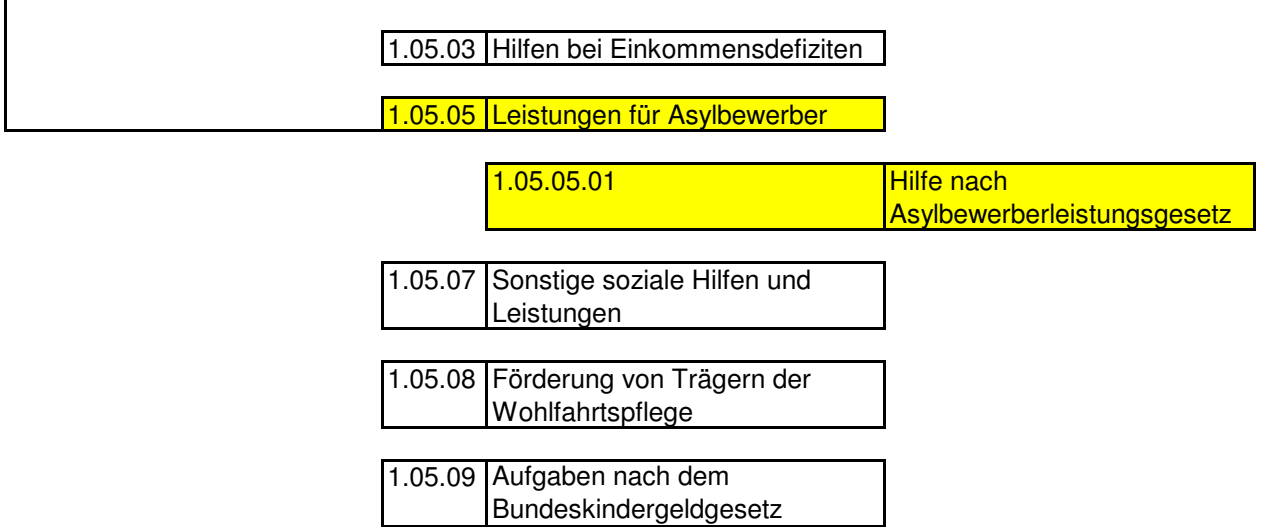 1.05.03 Hilfen bei Einkommensdefiziten
1.05.05 Leistungen für Asylbewerber
1.05.05.01 Hilfe nach
Asylbewerberleistungsgesetz
1.05.07 Sonstige soziale Hilfen und
Leistungen
1.05.08 Förderung von Trägern der
Wohlfahrtspflege
1.05.09 Aufgaben nach dem
Bundeskindergeldgesetz